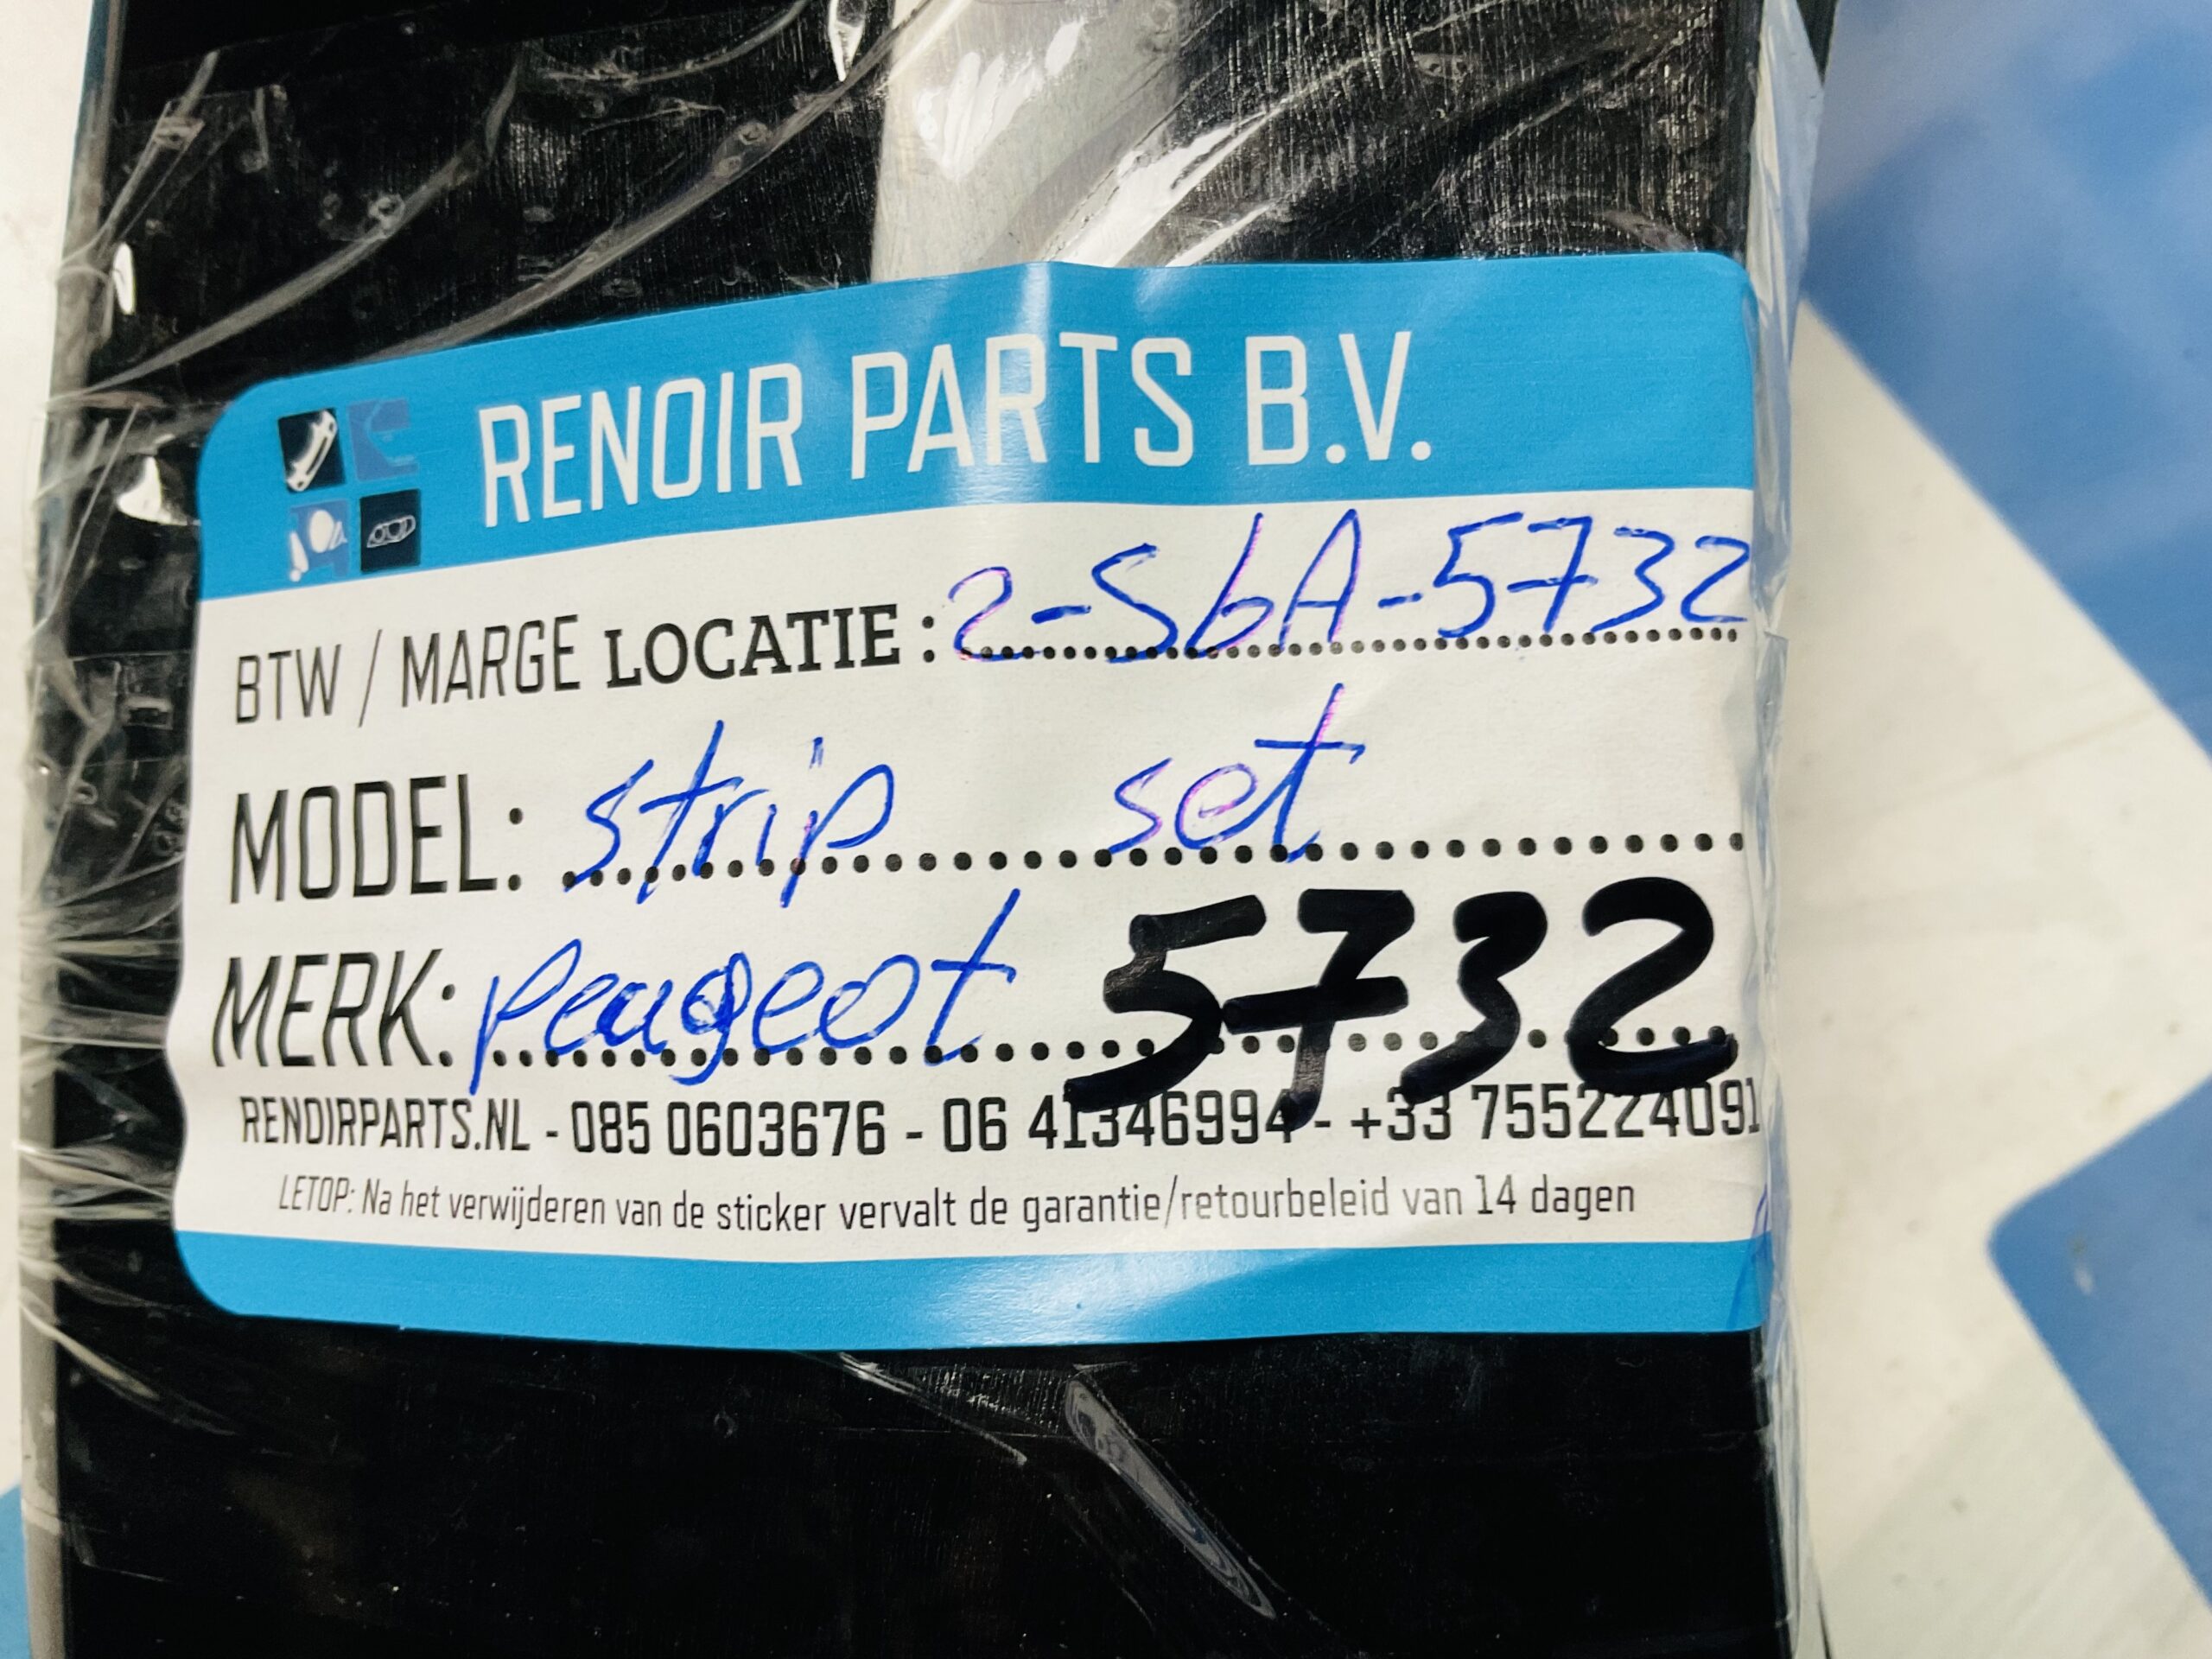 RENOIR PARTS B.V.
BTW / MARGE LOCATIE : 2-S6A-5732
MODEL: strip set
MERK: peugeot 5732
RENOIRPARTS.NL - 085 0603676 - 06 41346994 - +33 755224091
LETOP: Na het verwijderen van de sticker vervalt de garantie/retourbeleid van 14 dagen